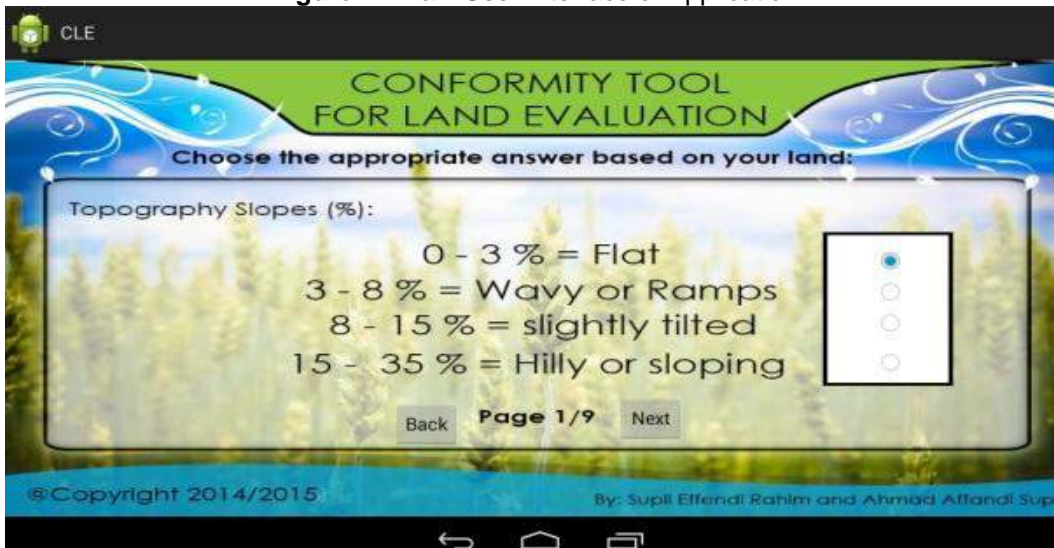 CLE
CONFORMITY TOOL
FOR LAND EVALUATION
Choose the appropriate answer based on your land:
Topography Slopes (%):
0 - 3 % = Flat
3 - 8 % = Wavy or Ramps
8 - 15 % = slightly tilted
15 - 35 % = Hilly or sloping
Back Page 1/9 Next
@Copyright 2014/2015
By: Supli Effendi Rahim and Ahmad Affandi Sup